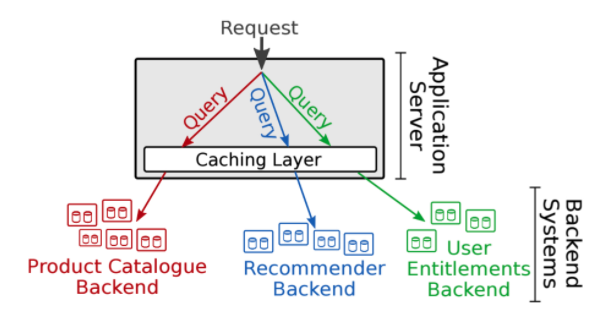 Request
Query
Query
Query
Caching Layer
Application
Server
Product Catalogue
Backend
Recommender
Backend
User
Entitlements
Backend
Backend
Systems